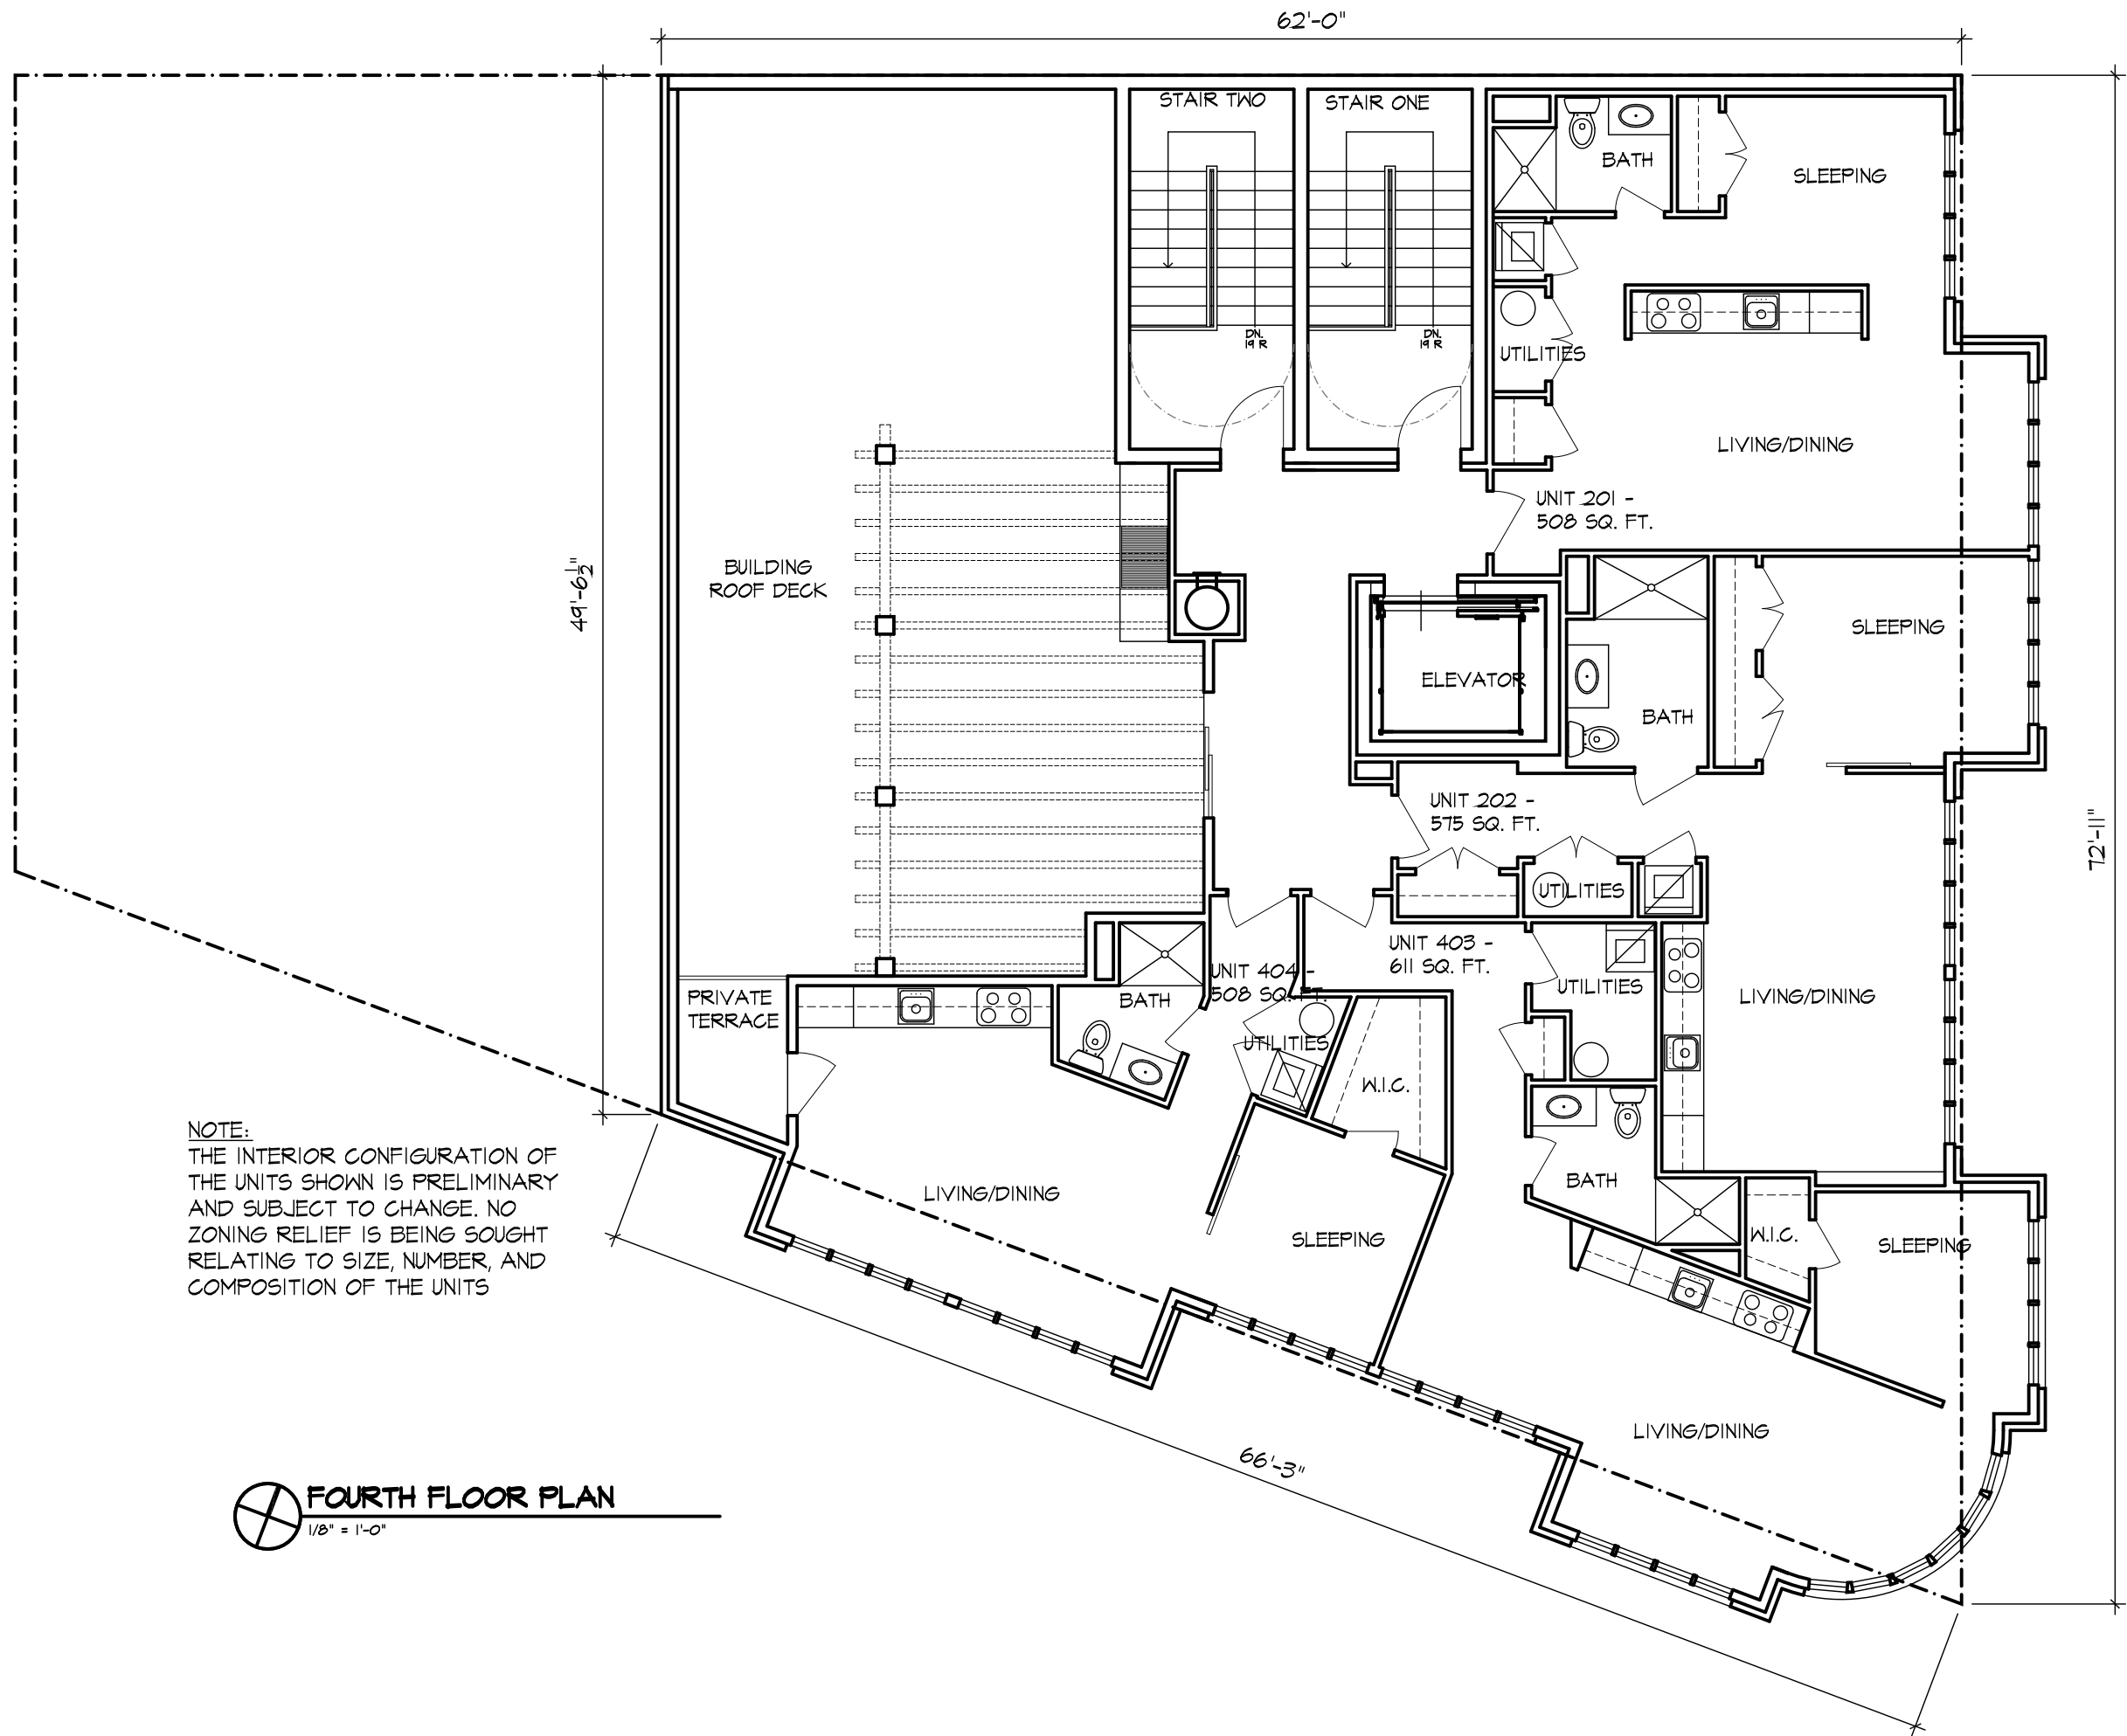 62'-0"
STAIR TWO
STAIR ONE
BATH
SLEEPING
DN.
19 R
DN.
19 R
UTILITIES
LIVING/DINING
UNIT 201 -
508 SQ. FT.
BUILDING
ROOF DECK
49'-6 1/2"
SLEEPING
ELEVATOR
BATH
UNIT 202 -
575 SQ. FT.
72'-11"
UTILITIES
UNIT 403 -
611 SQ. FT.
UNIT 404 -
508 SQ. FT.
UTILITIES
LIVING/DINING
PRIVATE
TERRACE
BATH
UTILITIES
W.I.C.
NOTE:
THE INTERIOR CONFIGURATION OF
THE UNITS SHOWN IS PRELIMINARY
AND SUBJECT TO CHANGE. NO
ZONING RELIEF IS BEING SOUGHT
RELATING TO SIZE, NUMBER, AND
COMPOSITION OF THE UNITS
LIVING/DINING
BATH
SLEEPING
W.I.C.
SLEEPING
LIVING/DINING
66'-3"
FOURTH FLOOR PLAN
1/8" = 1'-0"